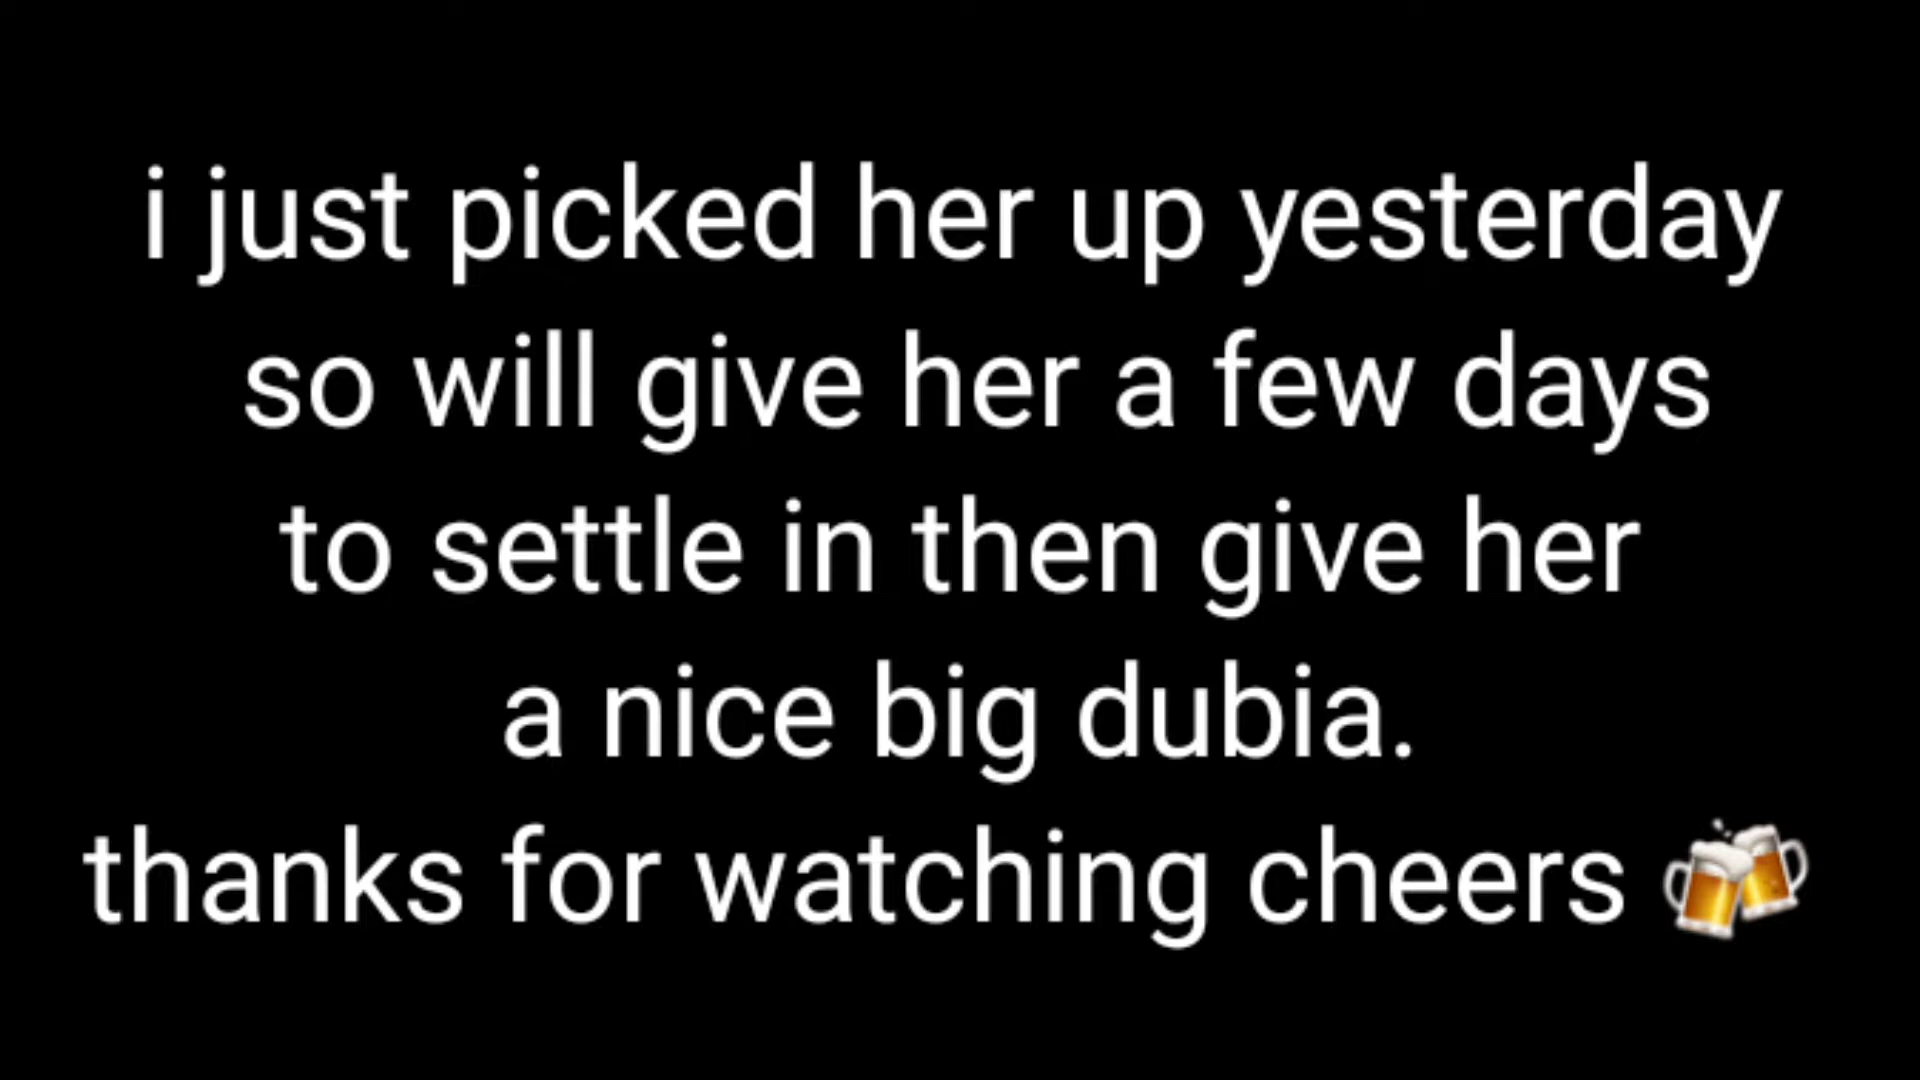 i just picked her up yesterday
so will give her a few days
to settle in then give her
a nice big dubia.
thanks for watching cheers 🍻